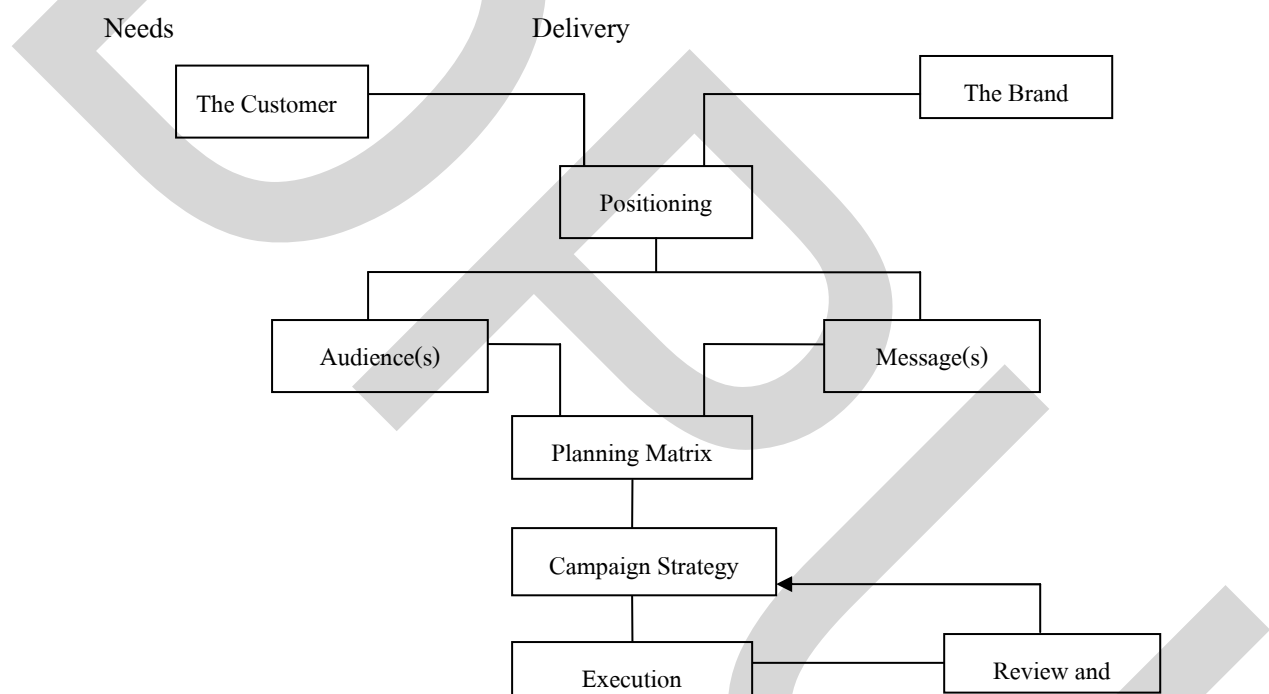 Needs
Delivery
The Customer
The Brand
Positioning
Audience(s)
Message(s)
Planning Matrix
Campaign Strategy
Execution
Review and